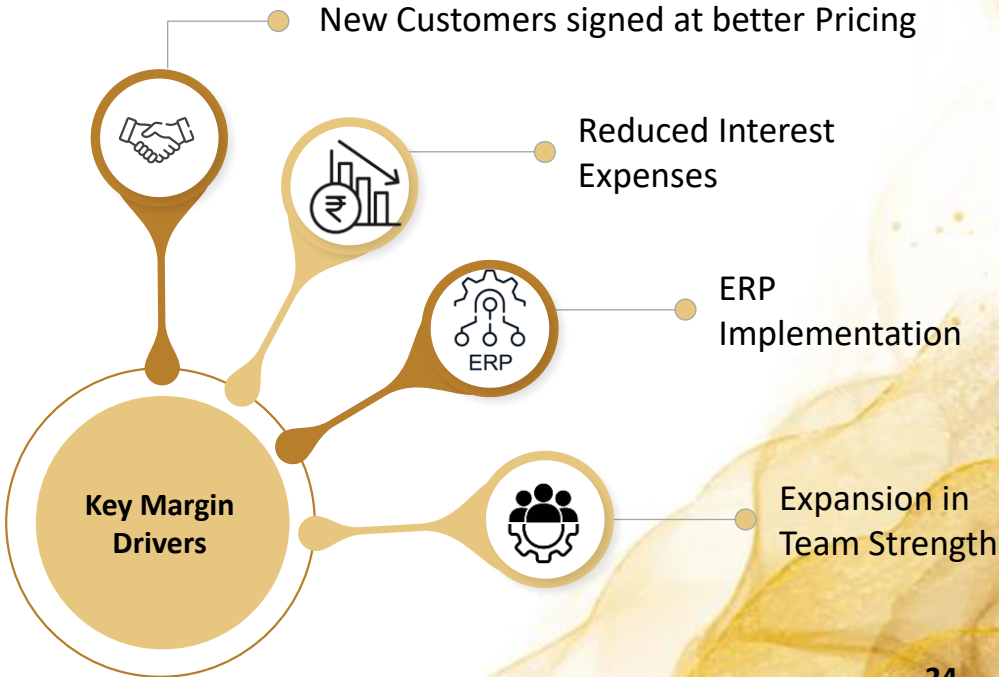 New Customers signed at better Pricing
Reduced Interest
Expenses
₹
ERP
Implementation
ERP
Key Margin
Drivers
Expansion in
Team Strength
24